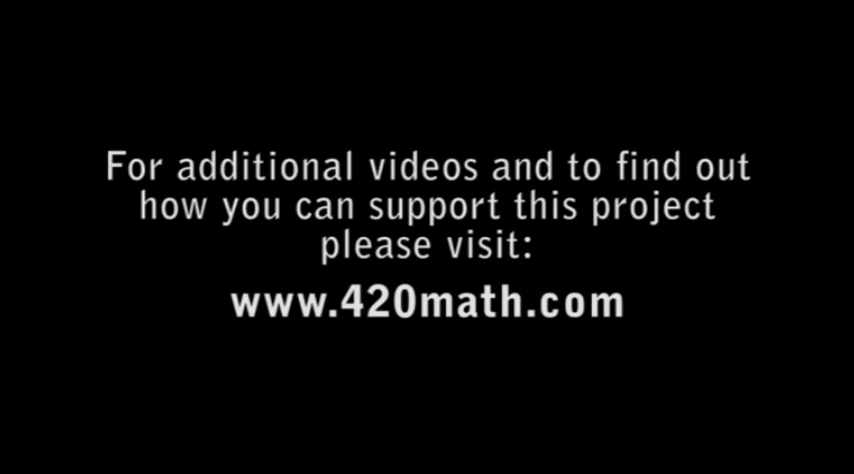 For additional videos and to find out
how you can support this project
please visit:
www.420math.com